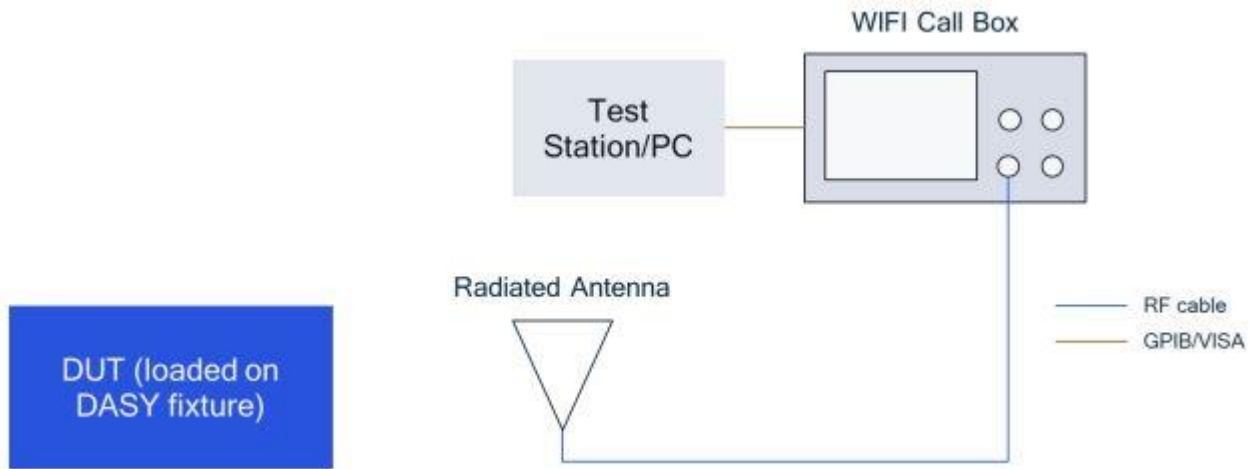 WIFI Call Box
Test
Station/PC
Radiated Antenna
RF cable
GPIB/VISA
DUT (loaded on
DASY fixture)